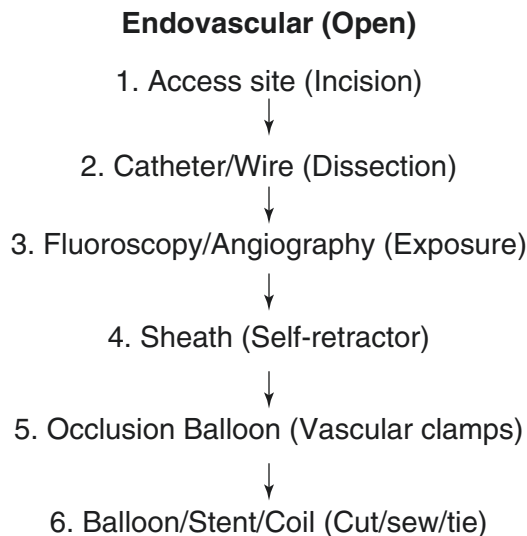 Endovascular (Open)
1. Access site (Incision)
2. Catheter/Wire (Dissection)
3. Fluoroscopy/Angiography (Exposure)
4. Sheath (Self-retractor)
5. Occlusion Balloon (Vascular clamps)
6. Balloon/Stent/Coil (Cut/sew/tie)